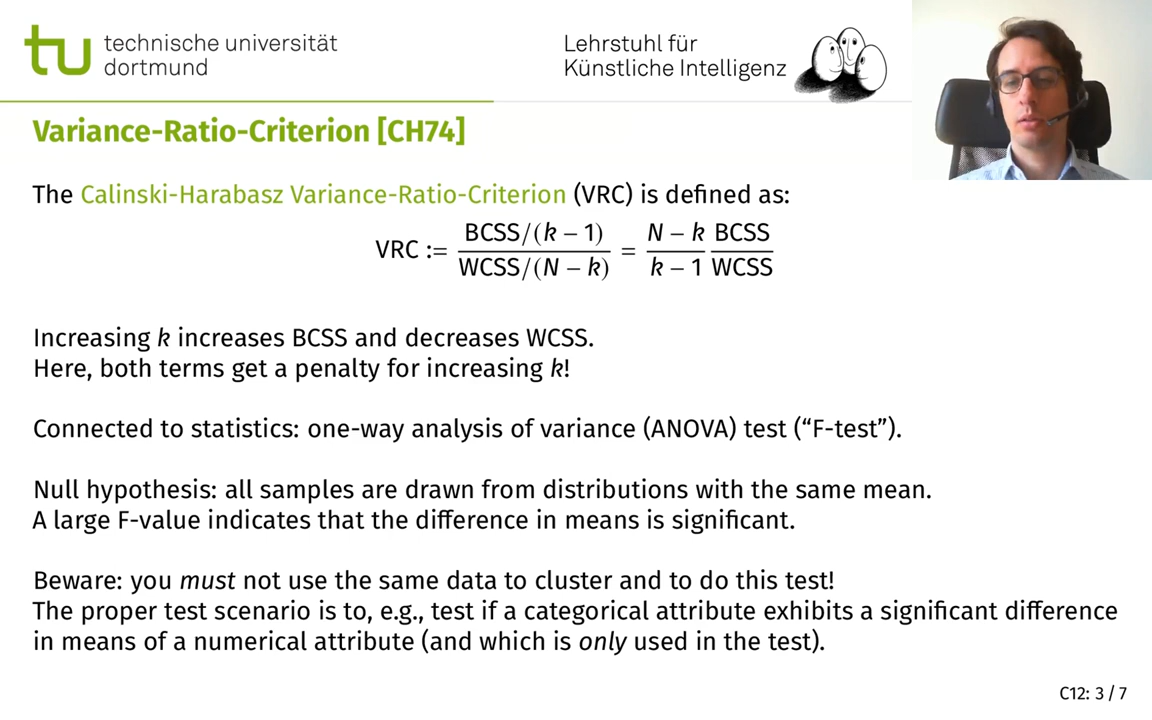 technische universität
dortmund
Lehrstuhl für
Künstliche Intelligenz
Variance-Ratio-Criterion [CH74]
The Calinski-Harabasz Variance-Ratio-Criterion (VRC) is defined as:
VRC := BCSS/(k − 1) / WCSS/(N − k) = N − k / k − 1 BCSS / WCSS
Increasing k increases BCSS and decreases WCSS.
Here, both terms get a penalty for increasing k!
Connected to statistics: one-way analysis of variance (ANOVA) test (“F-test”).
Null hypothesis: all samples are drawn from distributions with the same mean.
A large F-value indicates that the difference in means is significant.
Beware: you must not use the same data to cluster and to do this test!
The proper test scenario is to, e.g., test if a categorical attribute exhibits a significant difference
in means of a numerical attribute (and which is only used in the test).
C12: 3 / 7